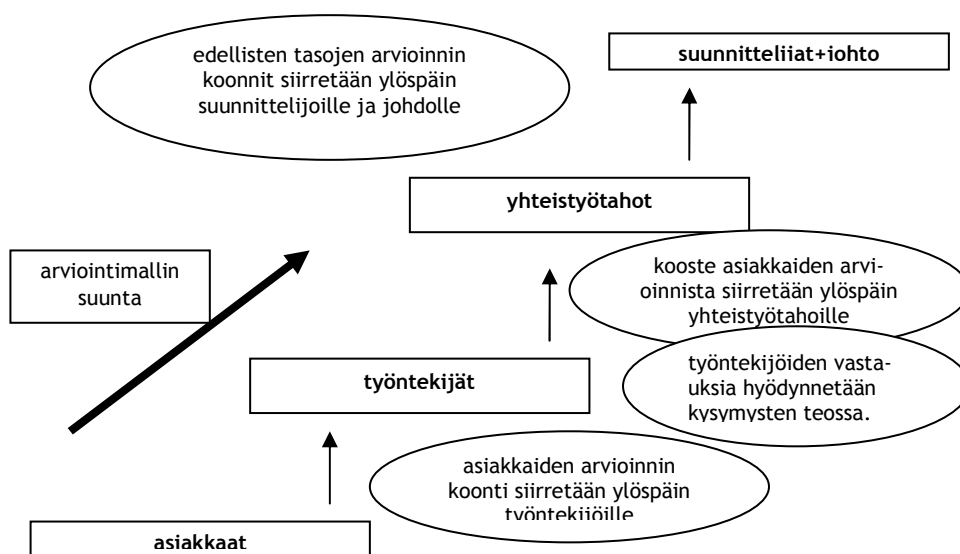 edellisten tasojen arvioinnin
koonnit siirretään ylöspäin
suunnittelijoille ja johdolle
suunnittelijat+johto
yhteistyötahot
arviointimallin
suunta
kooste asiakkaiden arvi-
oinnista siirretään ylöspäin
yhteistyötahoille
työntekijät
työntekijöiden vasta-
uksia hyödynnetään
kysymysten teossa.
asiakkaiden arvioinnin
koonti siirretään ylöspäin
työntekijöille
asiakkaat